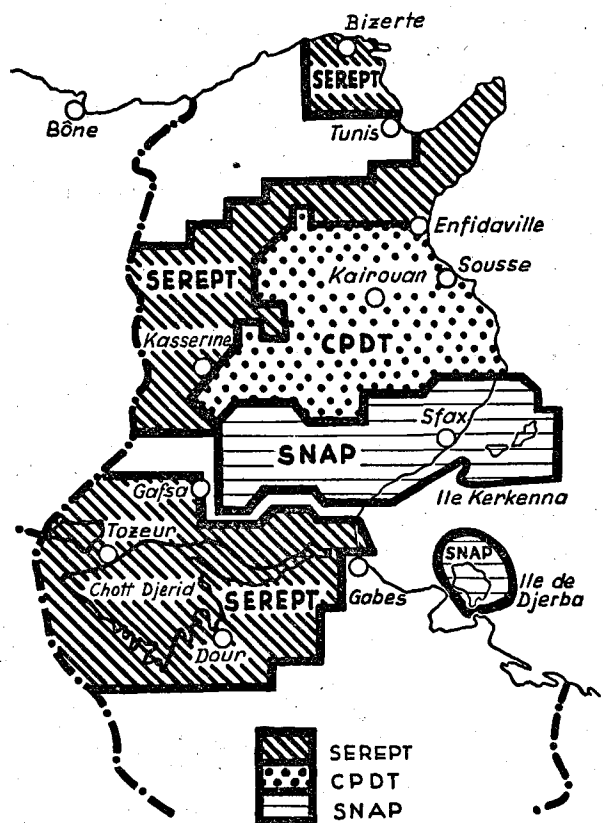 Bizerte
SEREPT
Bône
Tunis
Enfidaville
Sousse
SEREPT
Kairouan
Kasserine
CPDT
Sfax
SNAP
Gafsa
Ile Kerkenna
Tozeur
SNAP
Chott Djerid
SEREPT
Gabes
Ile de
Djerba
Dour
SEREPT
CPDT
SNAP